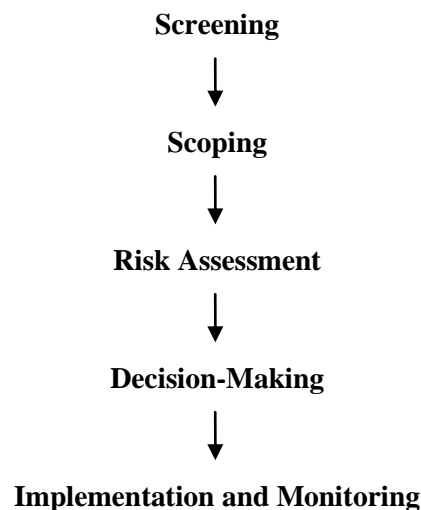 Screening
Scoping
Risk Assessment
Decision-Making
Implementation and Monitoring